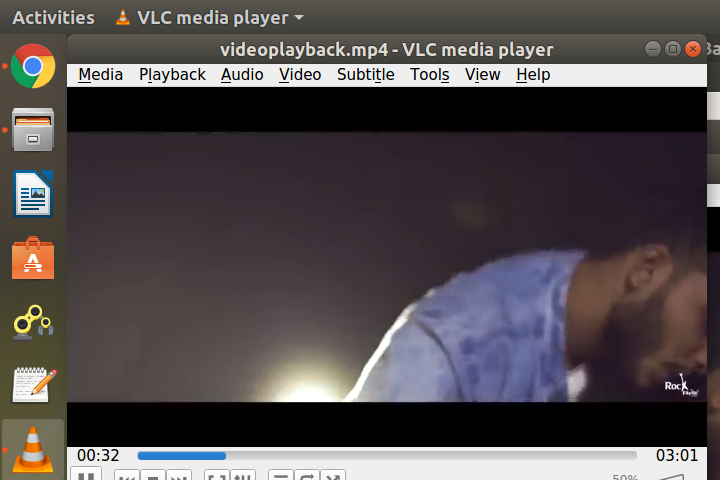 Activities VLC media player
videoplayback.mp4 - VLC media player
Media Playback Audio Video Subtitle Tools View Help
Rock
00:32 03:01
50%